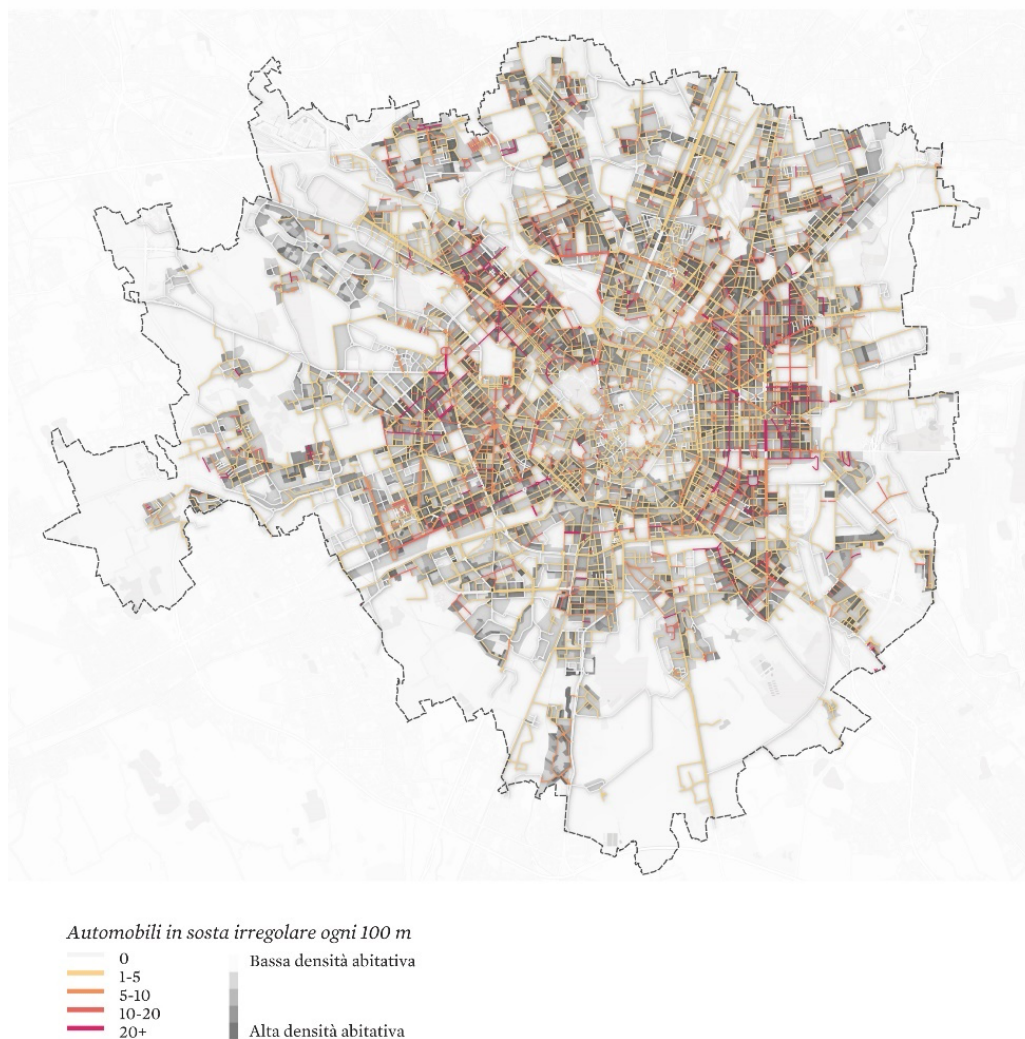 Automobili in sosta irregolare ogni 100 m
0
1-5
5-10
10-20
20+
Bassa densità abitativa
Alta densità abitativa